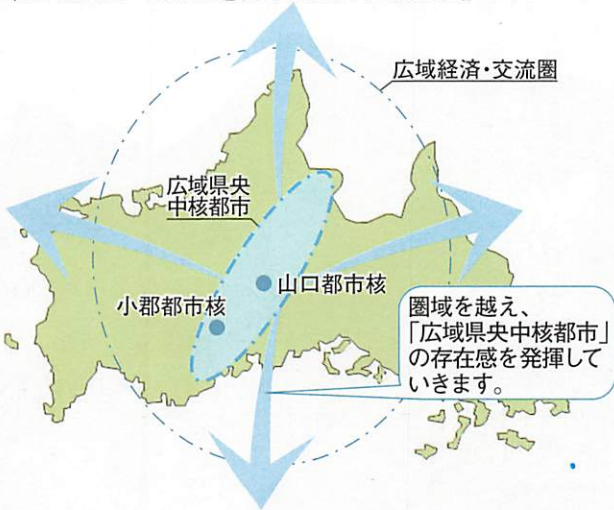 広域経済・交流圏
広域県央
中核都市
山口都市核
小郡都市核
圏域を越え、
「広域県央中核都市」
の存在感を発揮して
いきます。